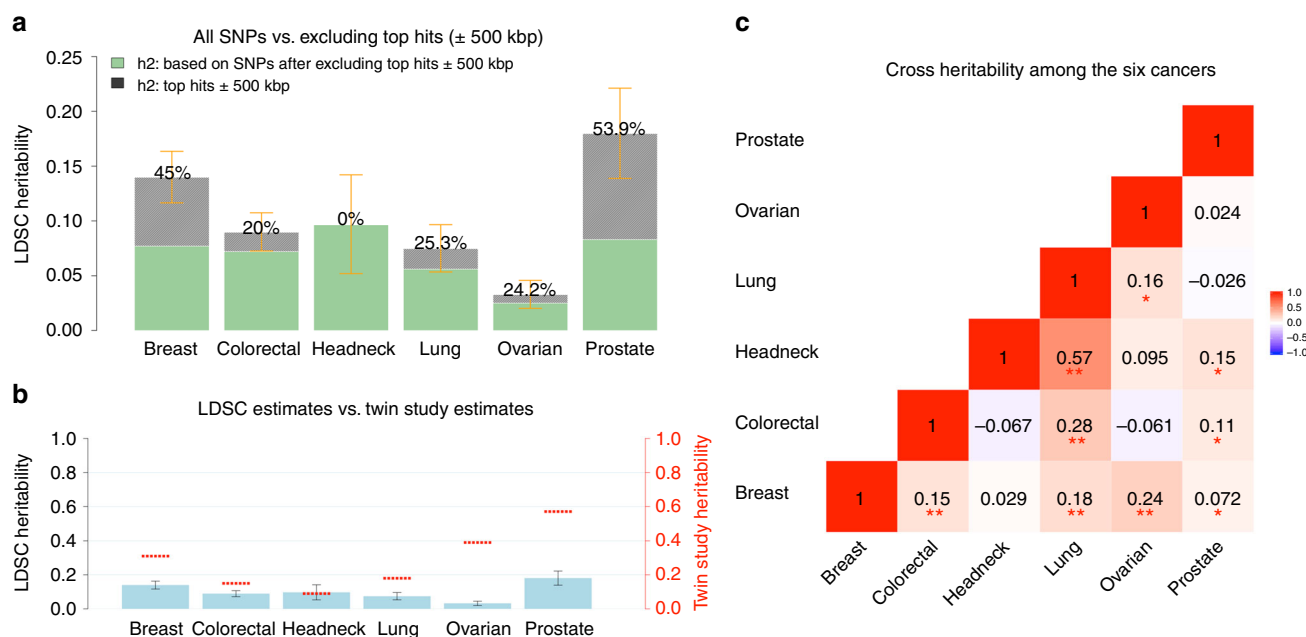 a
All SNPs vs. excluding top hits (± 500 kbp)
h2: based on SNPs after excluding top hits ± 500 kbp
h2: top hits ± 500 kbp
LDSC heritability
0.25
0.20
0.15
0.10
0.05
0.00
45%
20%
0%
25.3%
24.2%
53.9%
Breast Colorectal Headneck Lung Ovarian Prostate
b
LDSC estimates vs. twin study estimates
LDSC heritability
1.0
0.8
0.6
0.4
0.2
0.0
1.0
0.8
0.6
0.4
0.2
0.0
Twin study heritability
Breast Colorectal Headneck Lung Ovarian Prostate
c
Cross heritability among the six cancers
Prostate 1
Ovarian 1 0.024
Lung 1 0.16 −0.026
*
Headneck 1 0.57 0.095 0.15
** *
Colorectal 1 −0.067 0.28 −0.061 0.11
** *
Breast 1 0.15 0.029 0.18 0.24 0.072
** ** ** *
Breast Colorectal Headneck Lung Ovarian Prostate
1.0
0.5
0.0
−0.5
−1.0